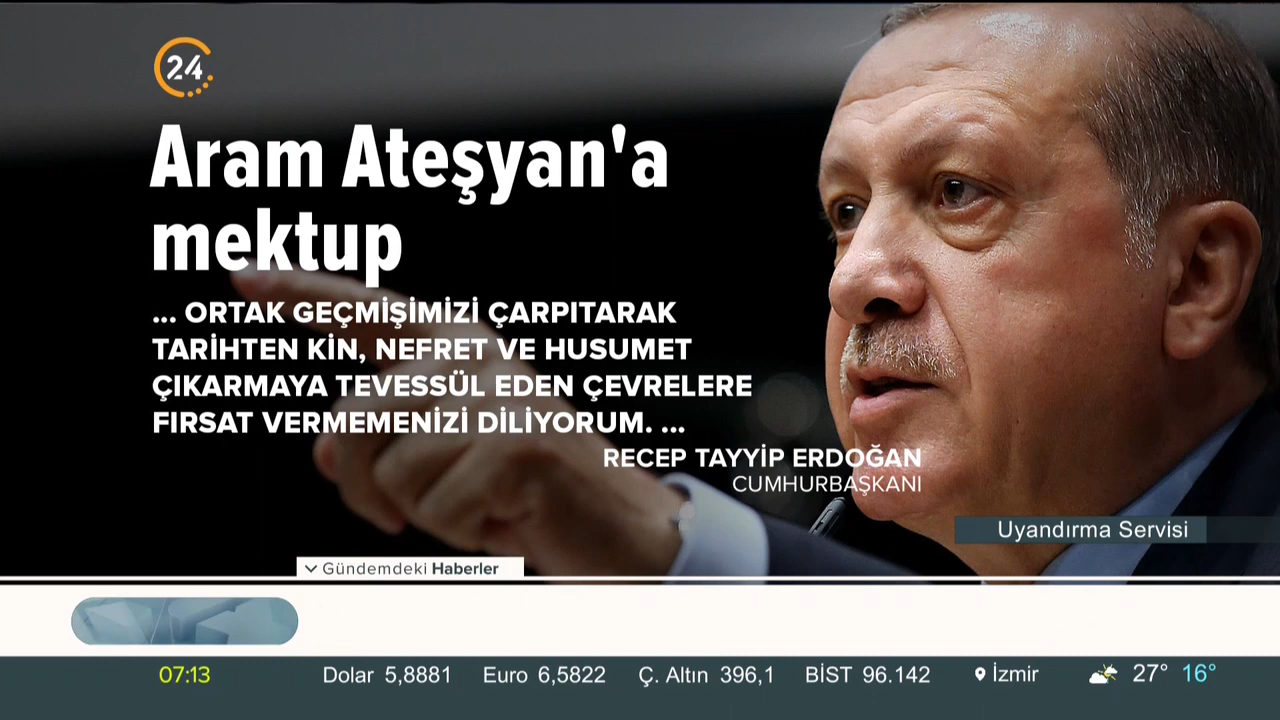 24
Aram Ateşyan'a
mektup
... ORTAK GEÇMİŞİMİZİ ÇARPITARAK
TARİHTEN KİN, NEFRET VE HUSUMET
ÇIKARMAYA TEVESSÜL EDEN ÇEVRELERE
FIRSAT VERMEMENİZİ DİLİYORUM. ...
RECEP TAYYİP ERDOĞAN
CUMHURBAŞKANI
Uyandırma Servisi
Gündemdeki Haberler
07:13 Dolar 5,8881 Euro 6,5822 Ç. Altın 396,1 BİST 96.142 İzmir 27° 16°